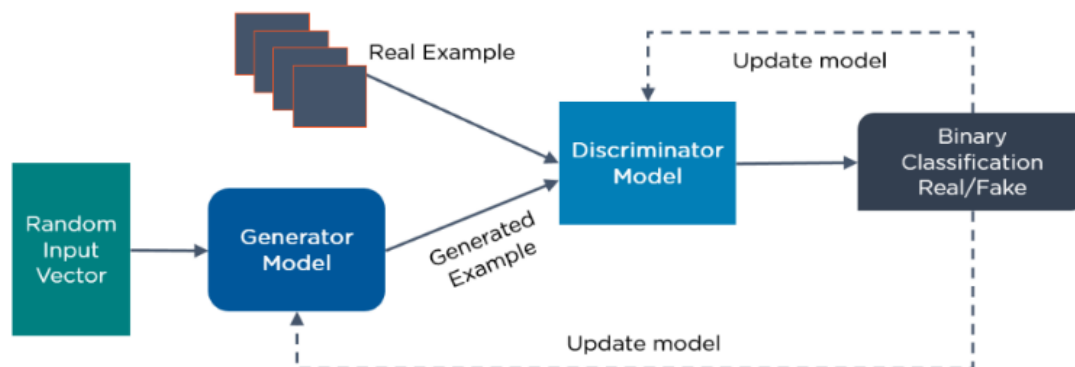 Real Example
Update model
Binary
Classification
Real/Fake
Discriminator
Model
Random
Input
Vector
Generator
Model
Generated
Example
Update model